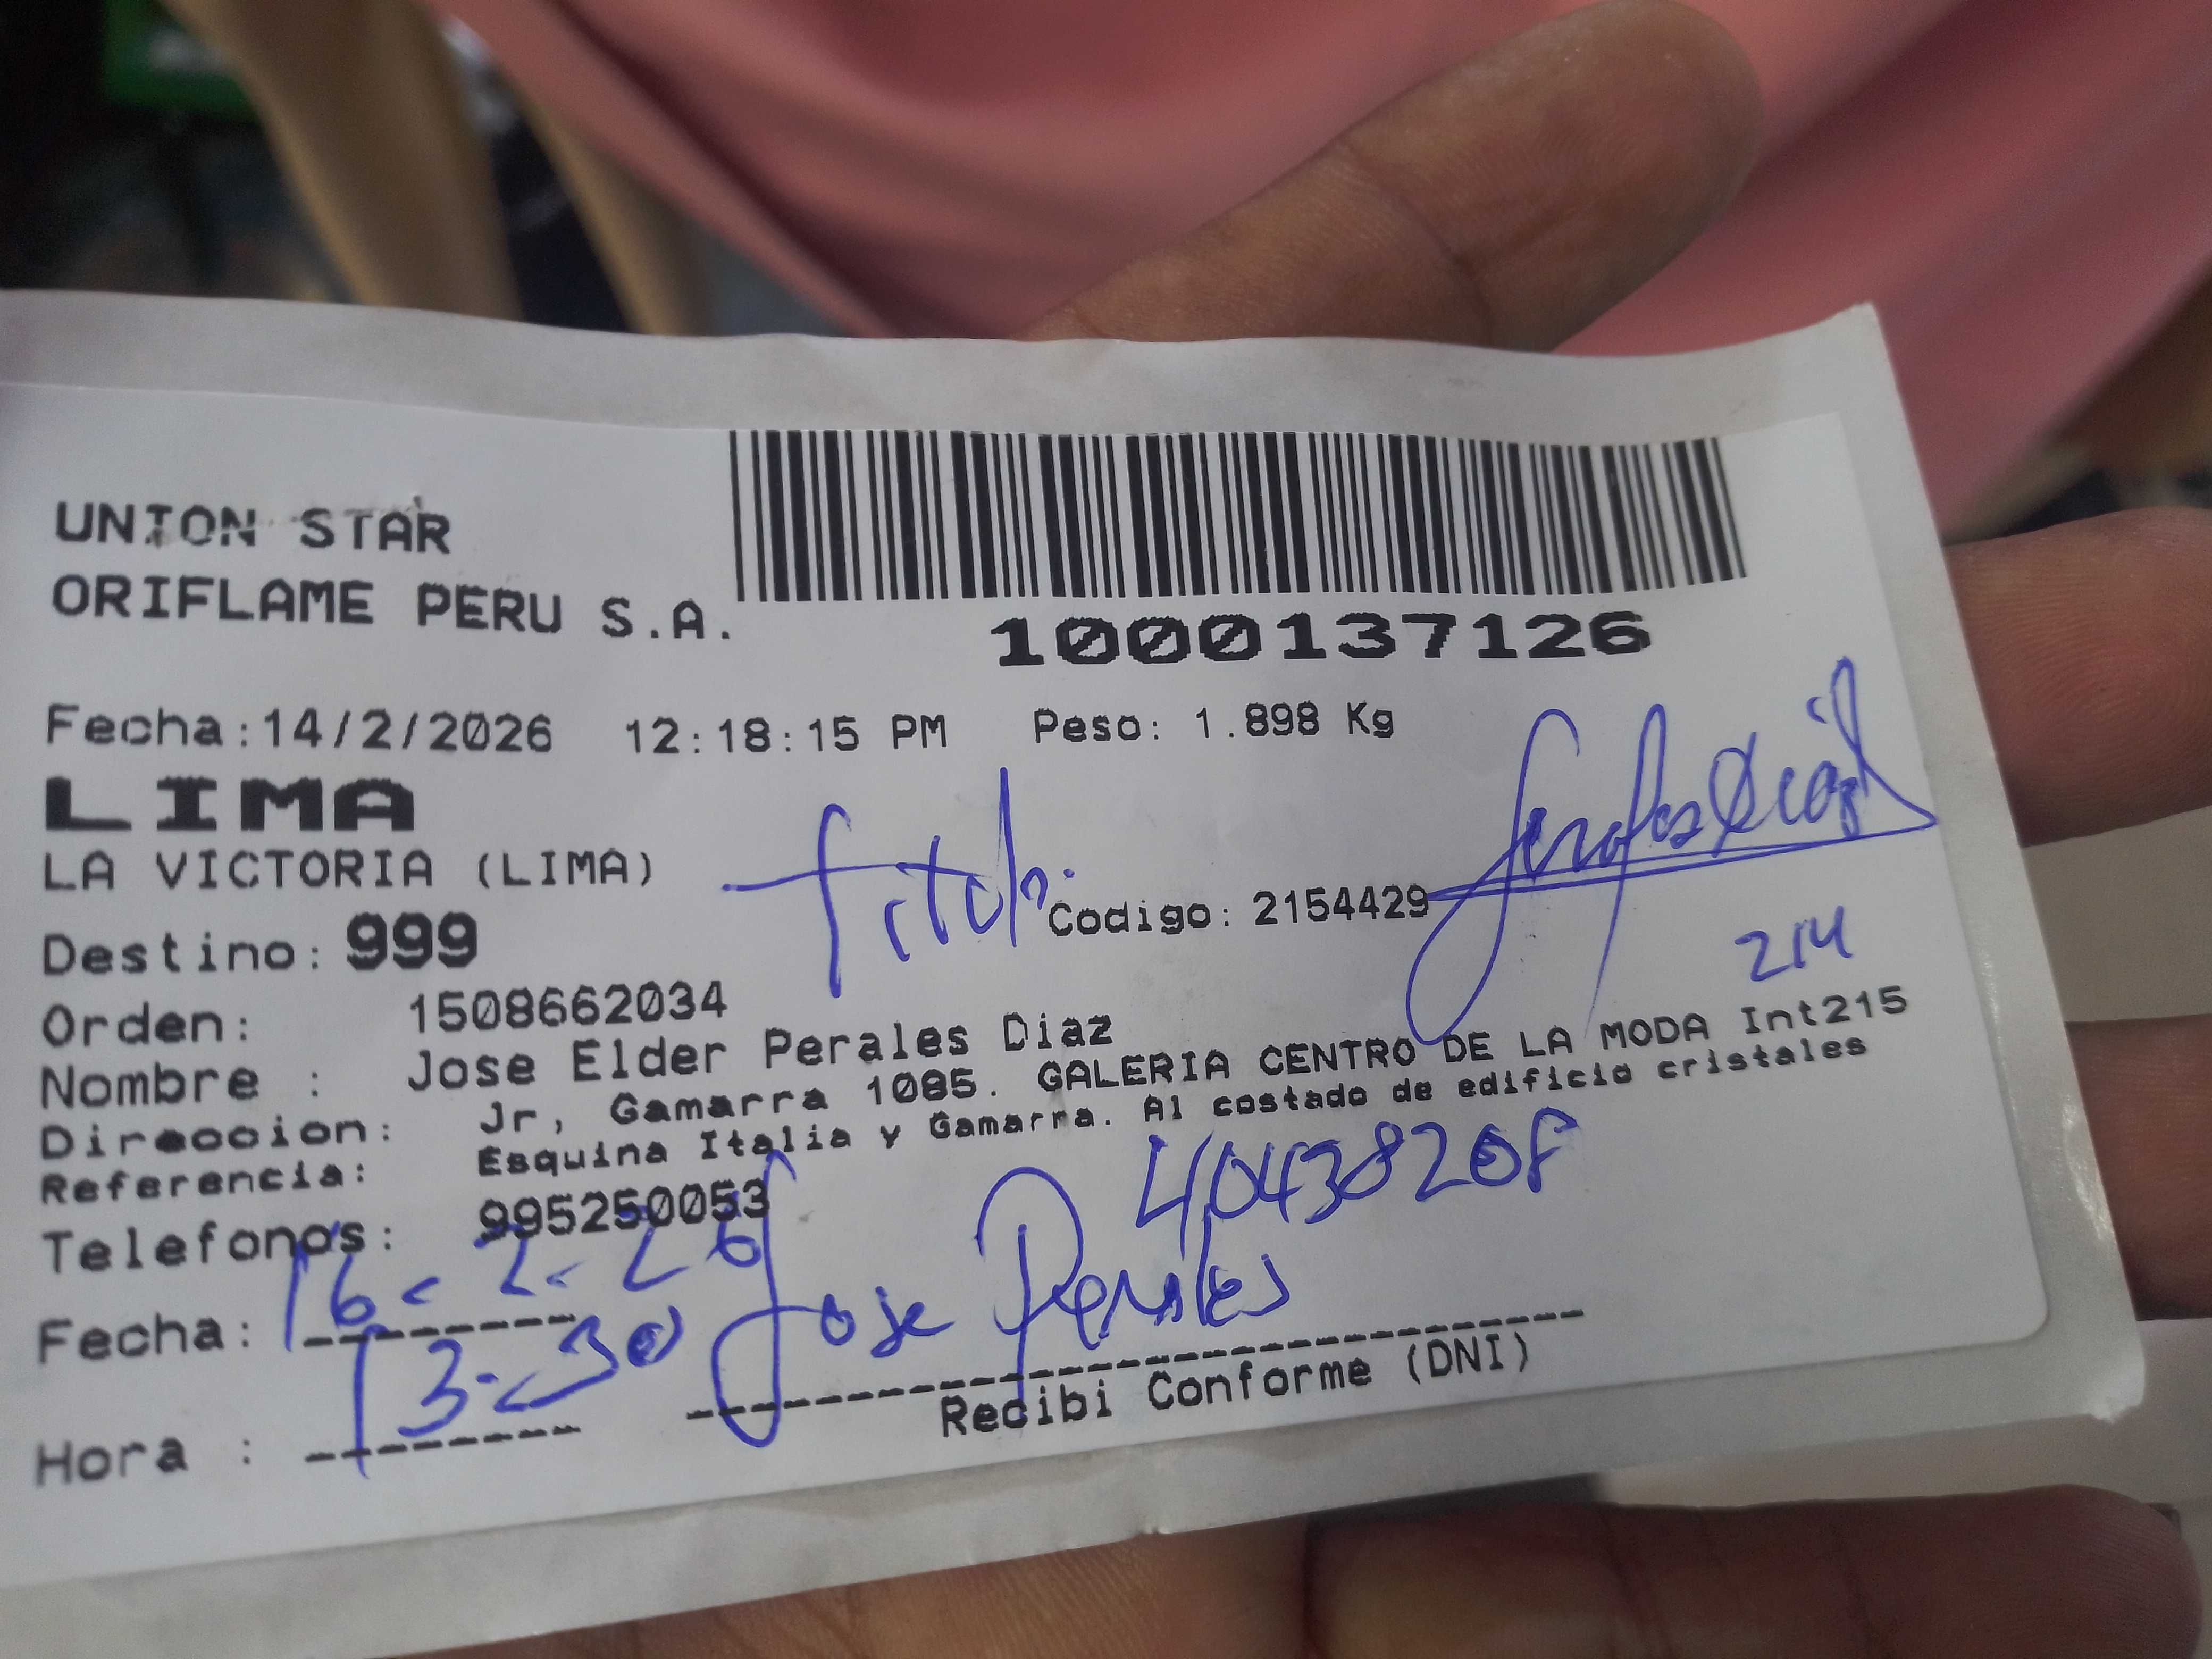 UNION STAR
ORIFLAME PERU S.A.
1000137126
Fecha:14/2/2026 12:18:15 PM Peso: 1.898 Kg
LIMA
LA VICTORIA (LIMA)
Destino: 999 Codigo: 2154429
214
Orden: 1508662034
Nombre : Jose Elder Perales Diaz
Direccion: Jr, Gamarra 1085. GALERIA CENTRO DE LA MODA Int215
Referencia: Esquina Italia y Gamarra. Al costado de edificio cristales
Telefonos: 995250053
Fecha: 16-2-26 Jose Perales
Hora : 13-30
Recibi Conforme (DNI)